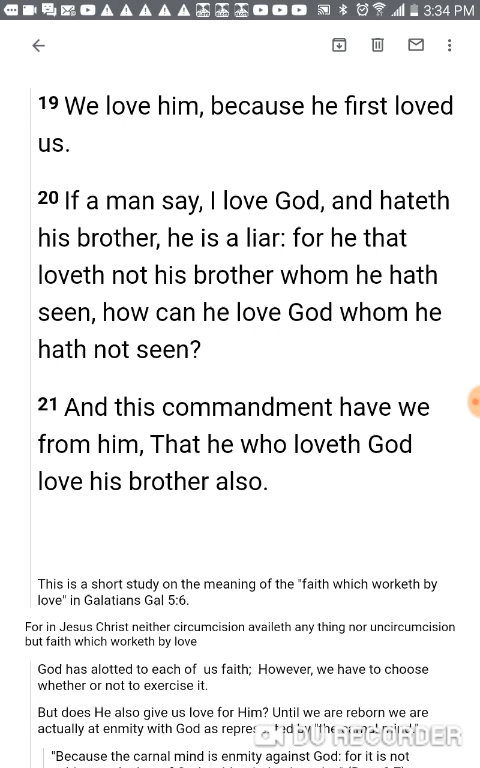 3:34 PM
19 We love him, because he first loved
us.
20 If a man say, I love God, and hateth
his brother, he is a liar: for he that
loveth not his brother whom he hath
seen, how can he love God whom he
hath not seen?
21 And this commandment have we
from him, That he who loveth God
love his brother also.
This is a short study on the meaning of the "faith which worketh by
love" in Galatians Gal 5:6.
For in Jesus Christ neither circumcision availeth any thing nor uncircumcision
but faith which worketh by love
God has alotted to each of us faith; However, we have to choose
whether or not to exercise it.
But does He also give us love for Him? Until we are reborn we are
actually at enmity with God as represented by "the carnal mind."
DU RECORDER
"Because the carnal mind is enmity against God: for it is not